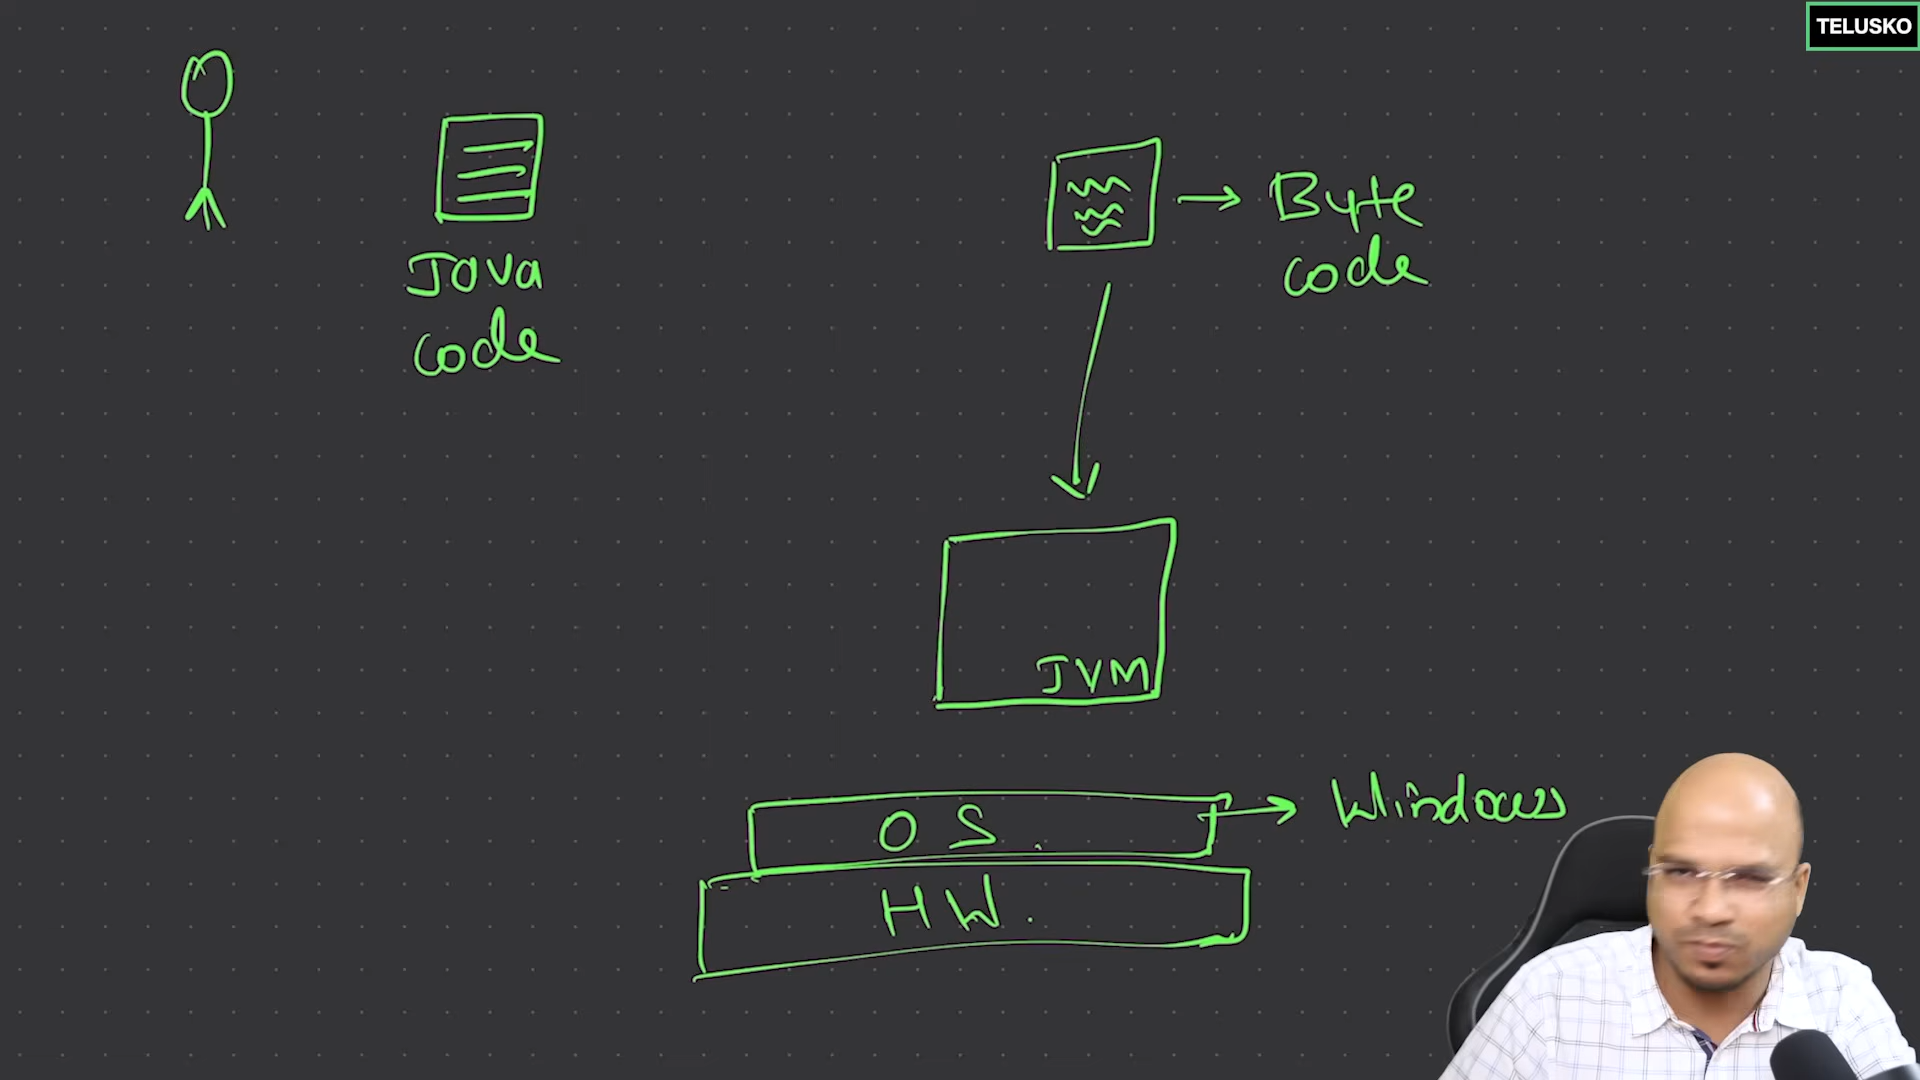 TELUSKO
Java
code
Byte
code
JVM
OS.
Windows
HW.